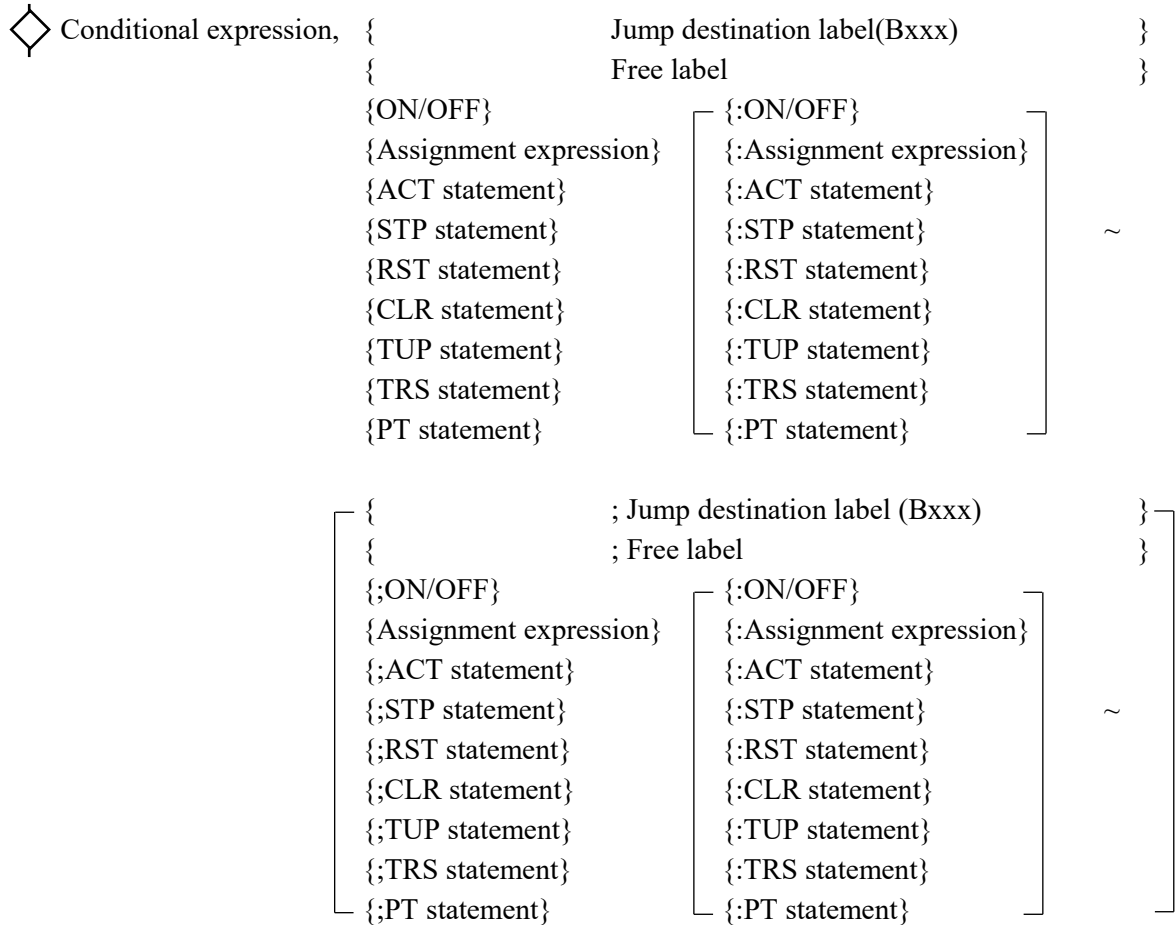 Conditional expression, { Jump destination label(Bxxx) }
{ Free label }
{ON/OFF} {:ON/OFF}
{Assignment expression} {:Assignment expression}
{ACT statement} {:ACT statement}
{STP statement} {:STP statement} ~
{RST statement} {:RST statement}
{CLR statement} {:CLR statement}
{TUP statement} {:TUP statement}
{TRS statement} {:TRS statement}
{PT statement} {:PT statement}
{ ; Jump destination label (Bxxx) }
{ ; Free label }
{;ON/OFF} {:ON/OFF}
{Assignment expression} {:Assignment expression}
{;ACT statement} {:ACT statement}
{;STP statement} {:STP statement} ~
{;RST statement} {:RST statement}
{;CLR statement} {:CLR statement}
{;TUP statement} {:TUP statement}
{;TRS statement} {:TRS statement}
{;PT statement} {:PT statement}